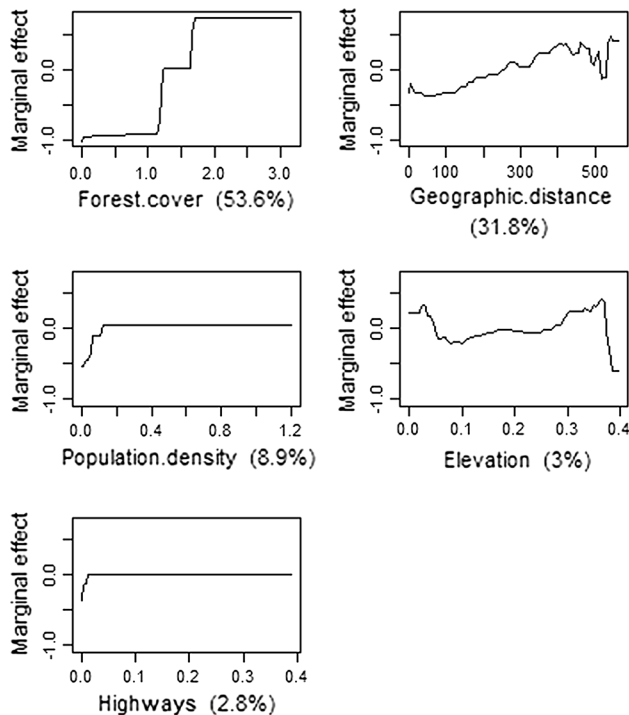 Marginal effect
0.0
-1.0
0.0 1.0 2.0 3.0
Forest.cover (53.6%)
Marginal effect
0.0
-1.0
0 100 300 500
Geographic.distance
(31.8%)
Marginal effect
0.0
-1.0
0.0 0.4 0.8 1.2
Population.density (8.9%)
Marginal effect
0.0
-1.0
0.0 0.1 0.2 0.3 0.4
Elevation (3%)
Marginal effect
0.0
-1.0
0.0 0.1 0.2 0.3 0.4
Highways (2.8%)